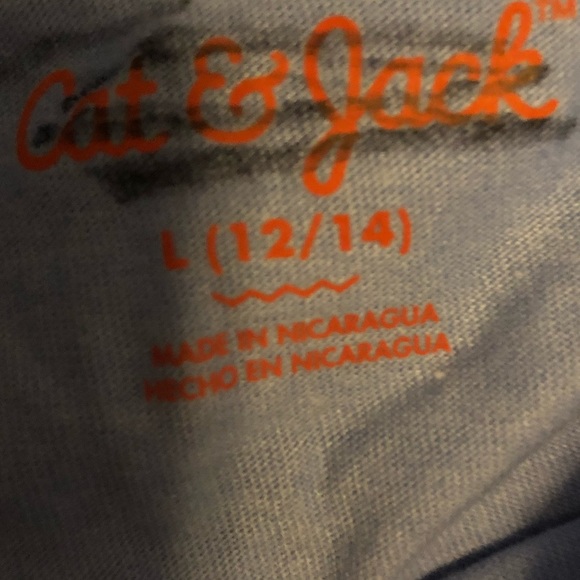 Cat & Jack™
L (12/14)
MADE IN NICARAGUA
HECHO EN NICARAGUA